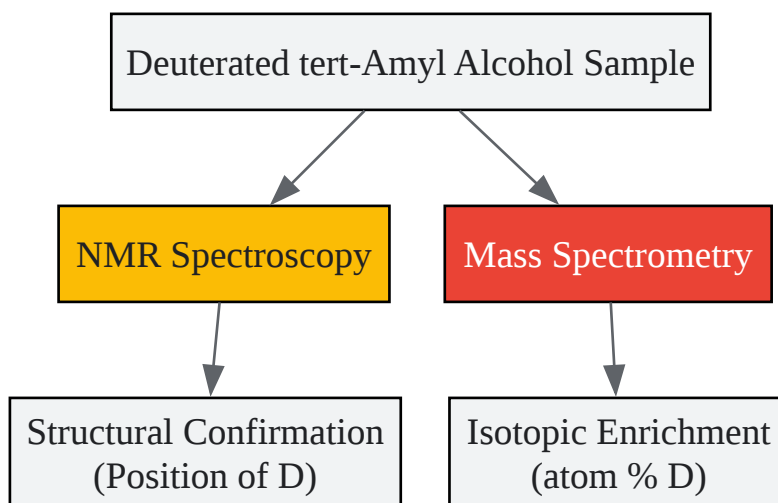 Deuterated tert-Amyl Alcohol Sample
NMR Spectroscopy
Mass Spectrometry
Structural Confirmation
(Position of D)
Isotopic Enrichment
(atom % D)